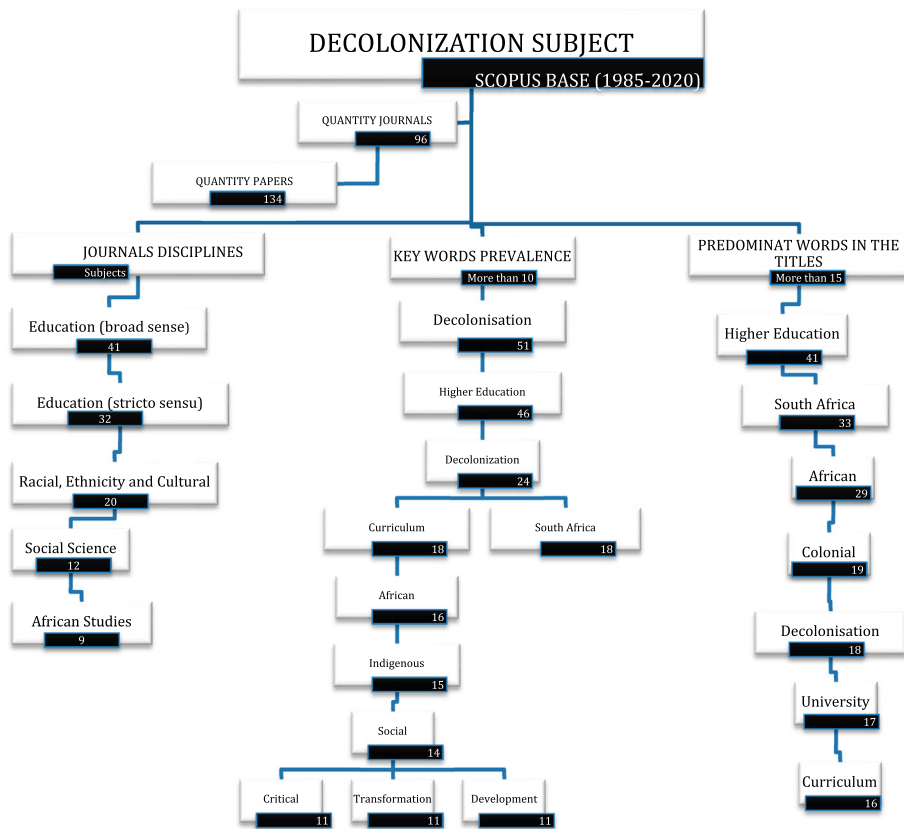 DECOLONIZATION SUBJECT
SCOPUS BASE (1985-2020)
QUANTITY JOURNALS
96
QUANTITY PAPERS
134
JOURNALS DISCIPLINES
Subjects
Education (broad sense)
41
Education (stricto sensu)
32
Racial, Ethnicity and Cultural
20
Social Science
12
African Studies
9
KEY WORDS PREVALENCE
More than 10
Decolonisation
51
Higher Education
46
Decolonization
24
Curriculum
18
South Africa
18
African
16
Indigenous
15
Social
14
Critical
11
Transformation
11
Development
11
PREDOMINAT WORDS IN THE
TITLES
More than 15
Higher Education
41
South Africa
33
African
29
Colonial
19
Decolonisation
18
University
17
Curriculum
16